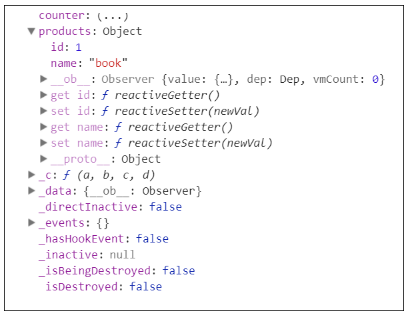 counter: (...)
▼products: Object
id: 1
name: "book"
▶__ob__: Observer {value: {…}, dep: Dep, vmCount: 0}
▶get id: ƒ reactiveGetter()
▶set id: ƒ reactiveSetter(newVal)
▶get name: ƒ reactiveGetter()
▶set name: ƒ reactiveSetter(newVal)
▶__proto__: Object
▶_c: ƒ (a, b, c, d)
▶_data: {__ob__: Observer}
_directInactive: false
▶_events: {}
_hasHookEvent: false
_inactive: null
_isBeingDestroyed: false
_isDestroyed: false